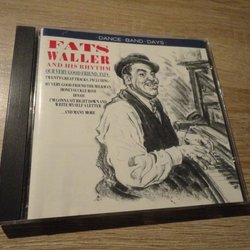 DANCE·BAND·DAYS
FATS
WALLER
AND HIS RHYTHM
OUR VERY GOOD FRIEND, FATS.
TWENTY GREAT TRACKS, INCLUDING
MY VERY GOOD FRIEND THE MILKMAN
HONEYSUCKLE ROSE
DINAH
I'M GONNA SIT RIGHT DOWN AND
WRITE MYSELF A LETTER
...AND MANY MORE